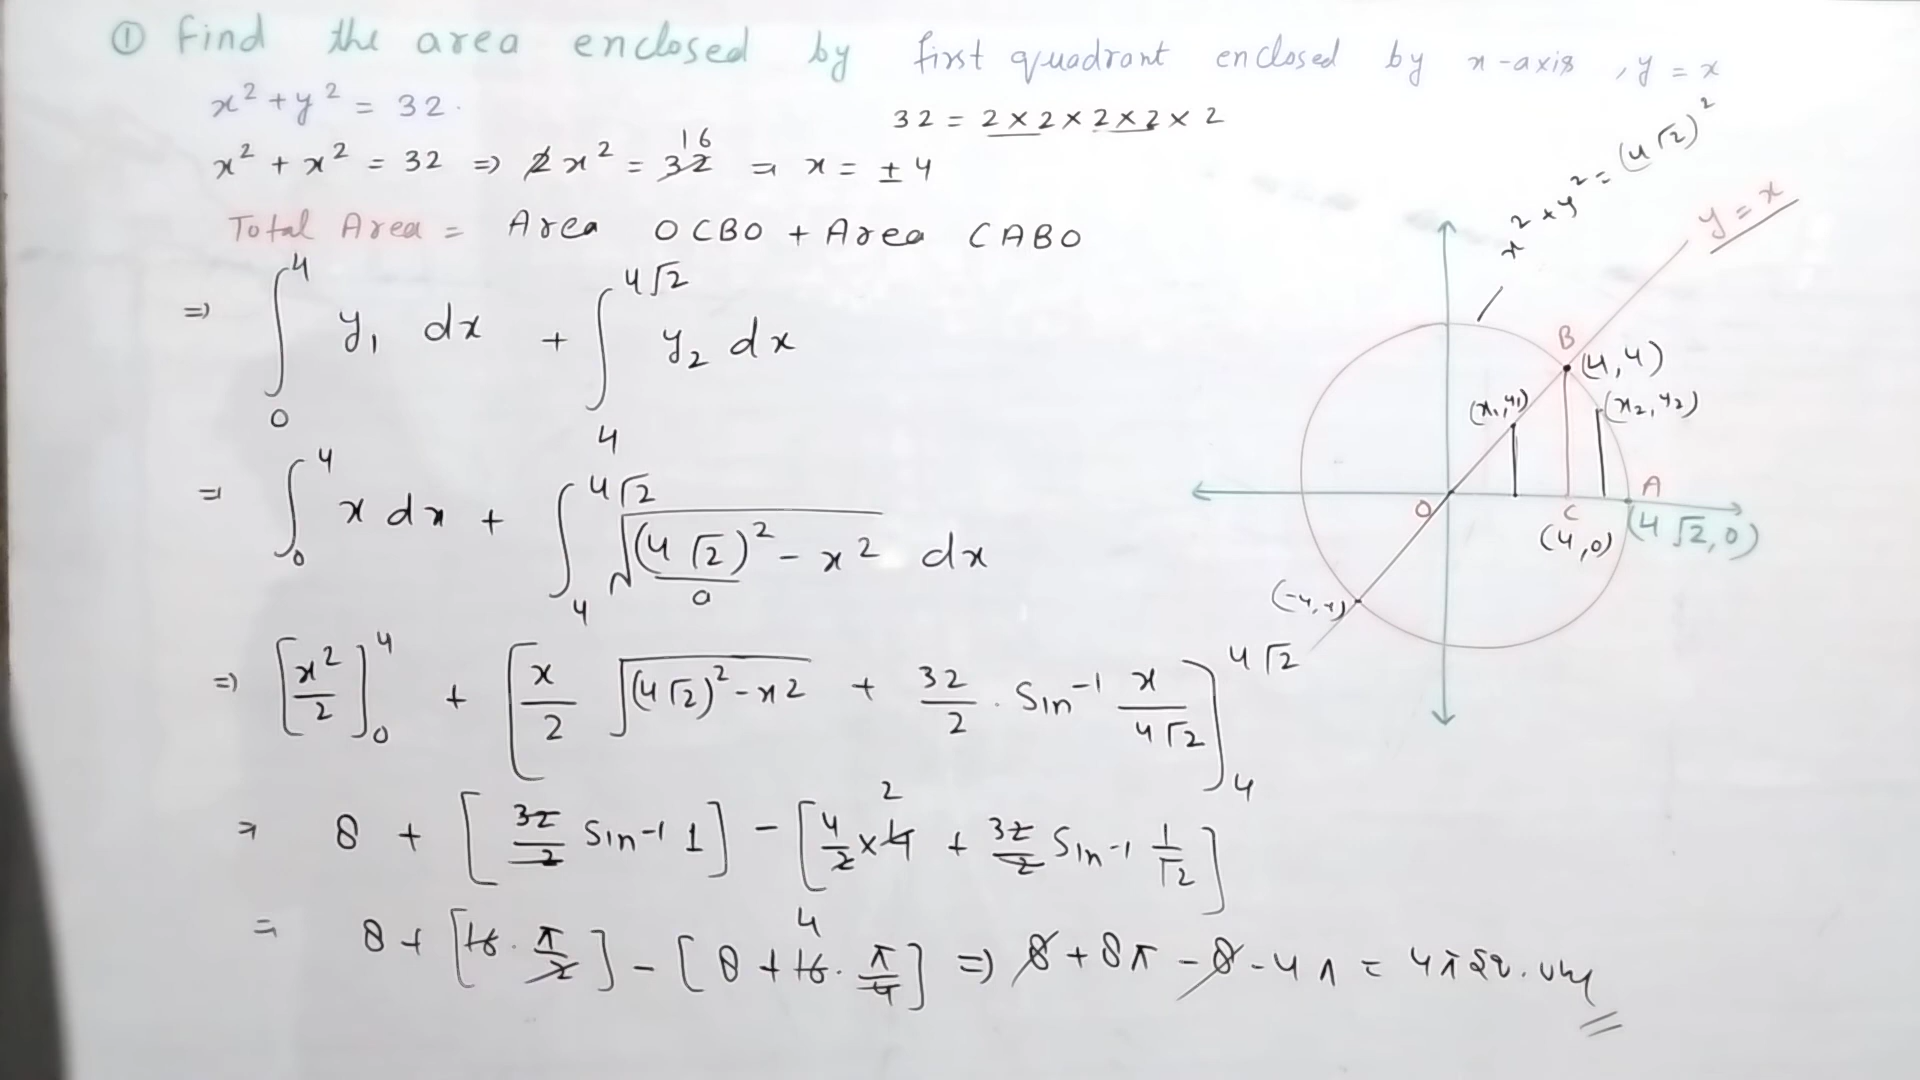 ① Find the area enclosed by first quadrant enclosed by x-axis, y = x
x² + y² = 32.
32 = 2 × 2 × 2 × 2 × 2
x² + x² = 32 ⇒ 2x² = 32 16 ⇒ x = ± 4
Total Area = Area OCBO + Area CABO
⇒ ∫₀⁴ y₁ dx + ∫₄^{4√2} y₂ dx
= ∫₀⁴ x dx + ∫₄^{4√2} √((4√2)² - x²) dx
a
⇒ [x²/2]₀⁴ + [x/2 √((4√2)² - x²) + 32/2 . Sin⁻¹ x/4√2]₄^{4√2}
⇒ 8 + [32/2 Sin⁻¹ 1] - [4/2 × 4 2 + 32/2 Sin⁻¹ 1/√2]
= 8 + [16 . π/2] - [8 + 16 4 . π/4] ⇒ 8 + 8π - 8 - 4π = 4π sq. unit
x² + y² = (4√2)²
y = x
B
(4,4)
(x₁,y₁)
(x₂,y₂)
O
C
A
(4,0)
(4√2,0)
(-4,-4)